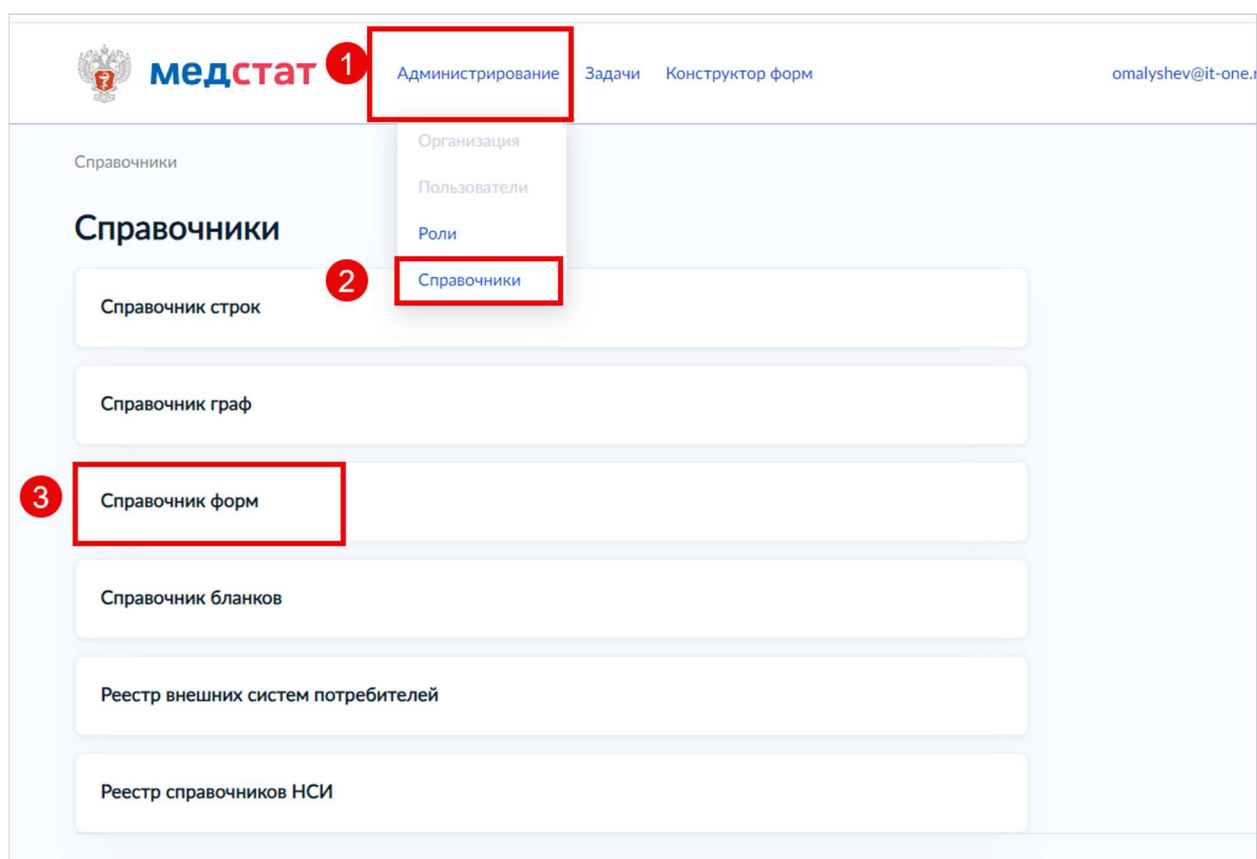 медстат 1 Администрирование Задачи Конструктор форм omalyshev@it-one.r
Организация
Справочники
Пользователи
Справочники
Роли
2 Справочники
Справочник строк
Справочник граф
3 Справочник форм
Справочник бланков
Реестр внешних систем потребителей
Реестр справочников НСИ